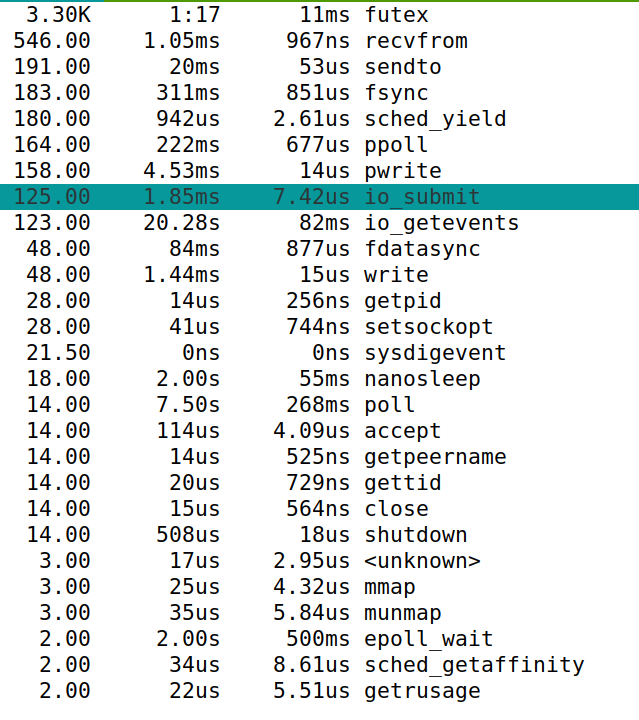 3.30K 1:17 11ms futex
546.00 1.05ms 967ns recvfrom
191.00 20ms 53us sendto
183.00 311ms 851us fsync
180.00 942us 2.61us sched_yield
164.00 222ms 677us ppoll
158.00 4.53ms 14us pwrite
125.00 1.85ms 7.42us io_submit
123.00 20.28s 82ms io_getevents
48.00 84ms 877us fdatasync
48.00 1.44ms 15us write
28.00 14us 256ns getpid
28.00 41us 744ns setsockopt
21.50 0ns 0ns sysdigevent
18.00 2.00s 55ms nanosleep
14.00 7.50s 268ms poll
14.00 114us 4.09us accept
14.00 14us 525ns getpeername
14.00 20us 729ns gettid
14.00 15us 564ns close
14.00 508us 18us shutdown
3.00 17us 2.95us <unknown>
3.00 25us 4.32us mmap
3.00 35us 5.84us munmap
2.00 2.00s 500ms epoll_wait
2.00 34us 8.61us sched_getaffinity
2.00 22us 5.51us getrusage